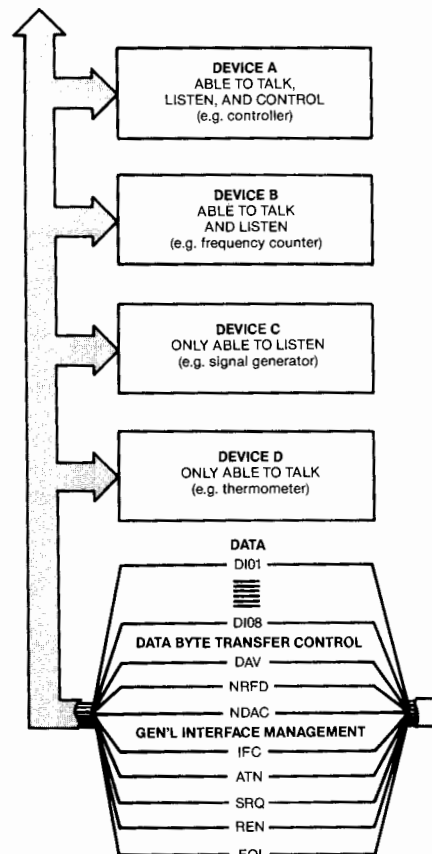 DEVICE A
ABLE TO TALK,
LISTEN, AND CONTROL
(e.g. controller)
DEVICE B
ABLE TO TALK
AND LISTEN
(e.g. frequency counter)
DEVICE C
ONLY ABLE TO LISTEN
(e.g. signal generator)
DEVICE D
ONLY ABLE TO TALK
(e.g. thermometer)
DATA
DI01
DI08
DATA BYTE TRANSFER CONTROL
DAV
NRFD
NDAC
GEN'L INTERFACE MANAGEMENT
IFC
ATN
SRQ
REN
EOI